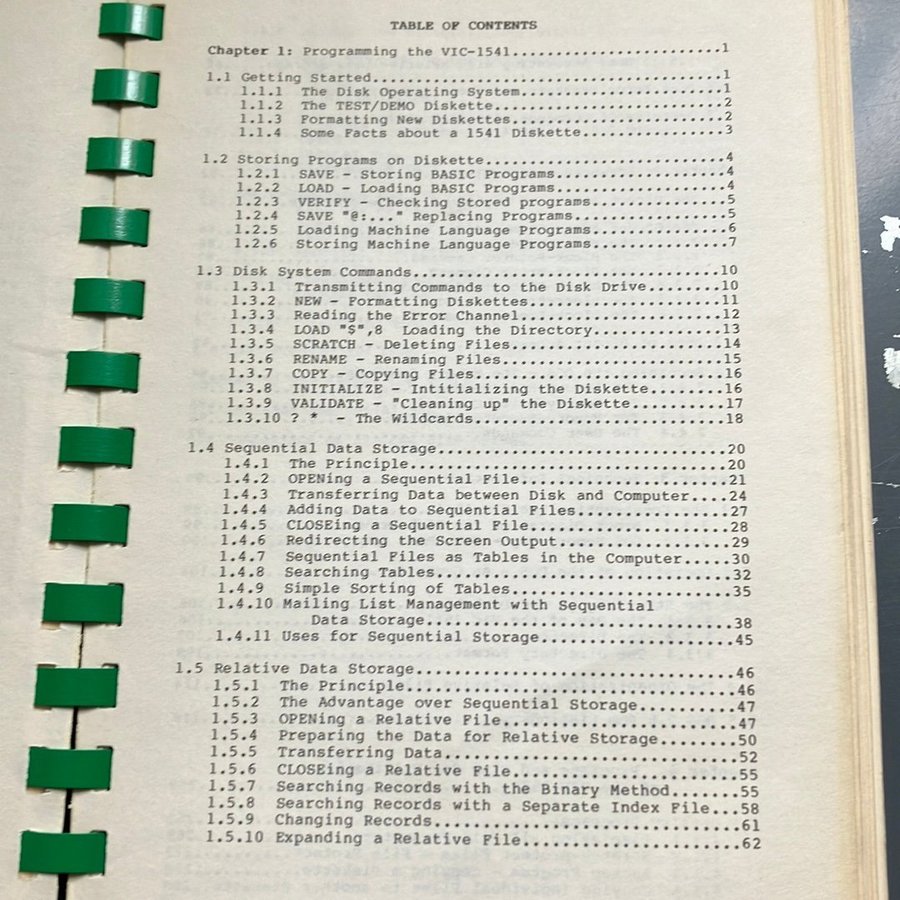 TABLE OF CONTENTS
Chapter 1: Programming the VIC-1541.........................1
1.1 Getting Started..........................................1
1.1.1 The Disk Operating System.......................1
1.1.2 The TEST/DEMO Diskette..........................2
1.1.3 Formatting New Diskettes........................2
1.1.4 Some Facts about a 1541 Diskette................3
1.2 Storing Programs on Diskette............................4
1.2.1 SAVE - Storing BASIC Programs...................4
1.2.2 LOAD - Loading BASIC Programs...................4
1.2.3 VERIFY - Checking Stored programs...............5
1.2.4 SAVE "@:..." Replacing Programs.................5
1.2.5 Loading Machine Language Programs...............6
1.2.6 Storing Machine Language Programs...............7
1.3 Disk System Commands....................................10
1.3.1 Transmitting Commands to the Disk Drive.........10
1.3.2 NEW - Formatting Diskettes......................11
1.3.3 Reading the Error Channel.......................12
1.3.4 LOAD "$",8 Loading the Directory...............13
1.3.5 SCRATCH - Deleting Files........................14
1.3.6 RENAME - Renaming Files.........................15
1.3.7 COPY - Copying Files............................16
1.3.8 INITIALIZE - Intitializing the Diskette.........16
1.3.9 VALIDATE - "Cleaning up" the Diskette...........17
1.3.10 ? * - The Wildcards............................18
1.4 Sequential Data Storage.................................20
1.4.1 The Principle...................................20
1.4.2 OPENing a Sequential File.......................21
1.4.3 Transferring Data between Disk and Computer....24
1.4.4 Adding Data to Sequential Files.................27
1.4.5 CLOSEing a Sequential File......................28
1.4.6 Redirecting the Screen Output...................29
1.4.7 Sequential Files as Tables in the Computer.....30
1.4.8 Searching Tables................................32
1.4.9 Simple Sorting of Tables........................35
1.4.10 Mailing List Management with Sequential
Data Storage....................................38
1.4.11 Uses for Sequential Storage....................45
1.5 Relative Data Storage...................................46
1.5.1 The Principle...................................46
1.5.2 The Advantage over Sequential Storage..........47
1.5.3 OPENing a Relative File.........................47
1.5.4 Preparing the Data for Relative Storage........50
1.5.5 Transferring Data...............................52
1.5.6 CLOSEing a Relative File........................55
1.5.7 Searching Records with the Binary Method.......55
1.5.8 Searching Records with a Separate Index File...58
1.5.9 Changing Records................................61
1.5.10 Expanding a Relative File......................62